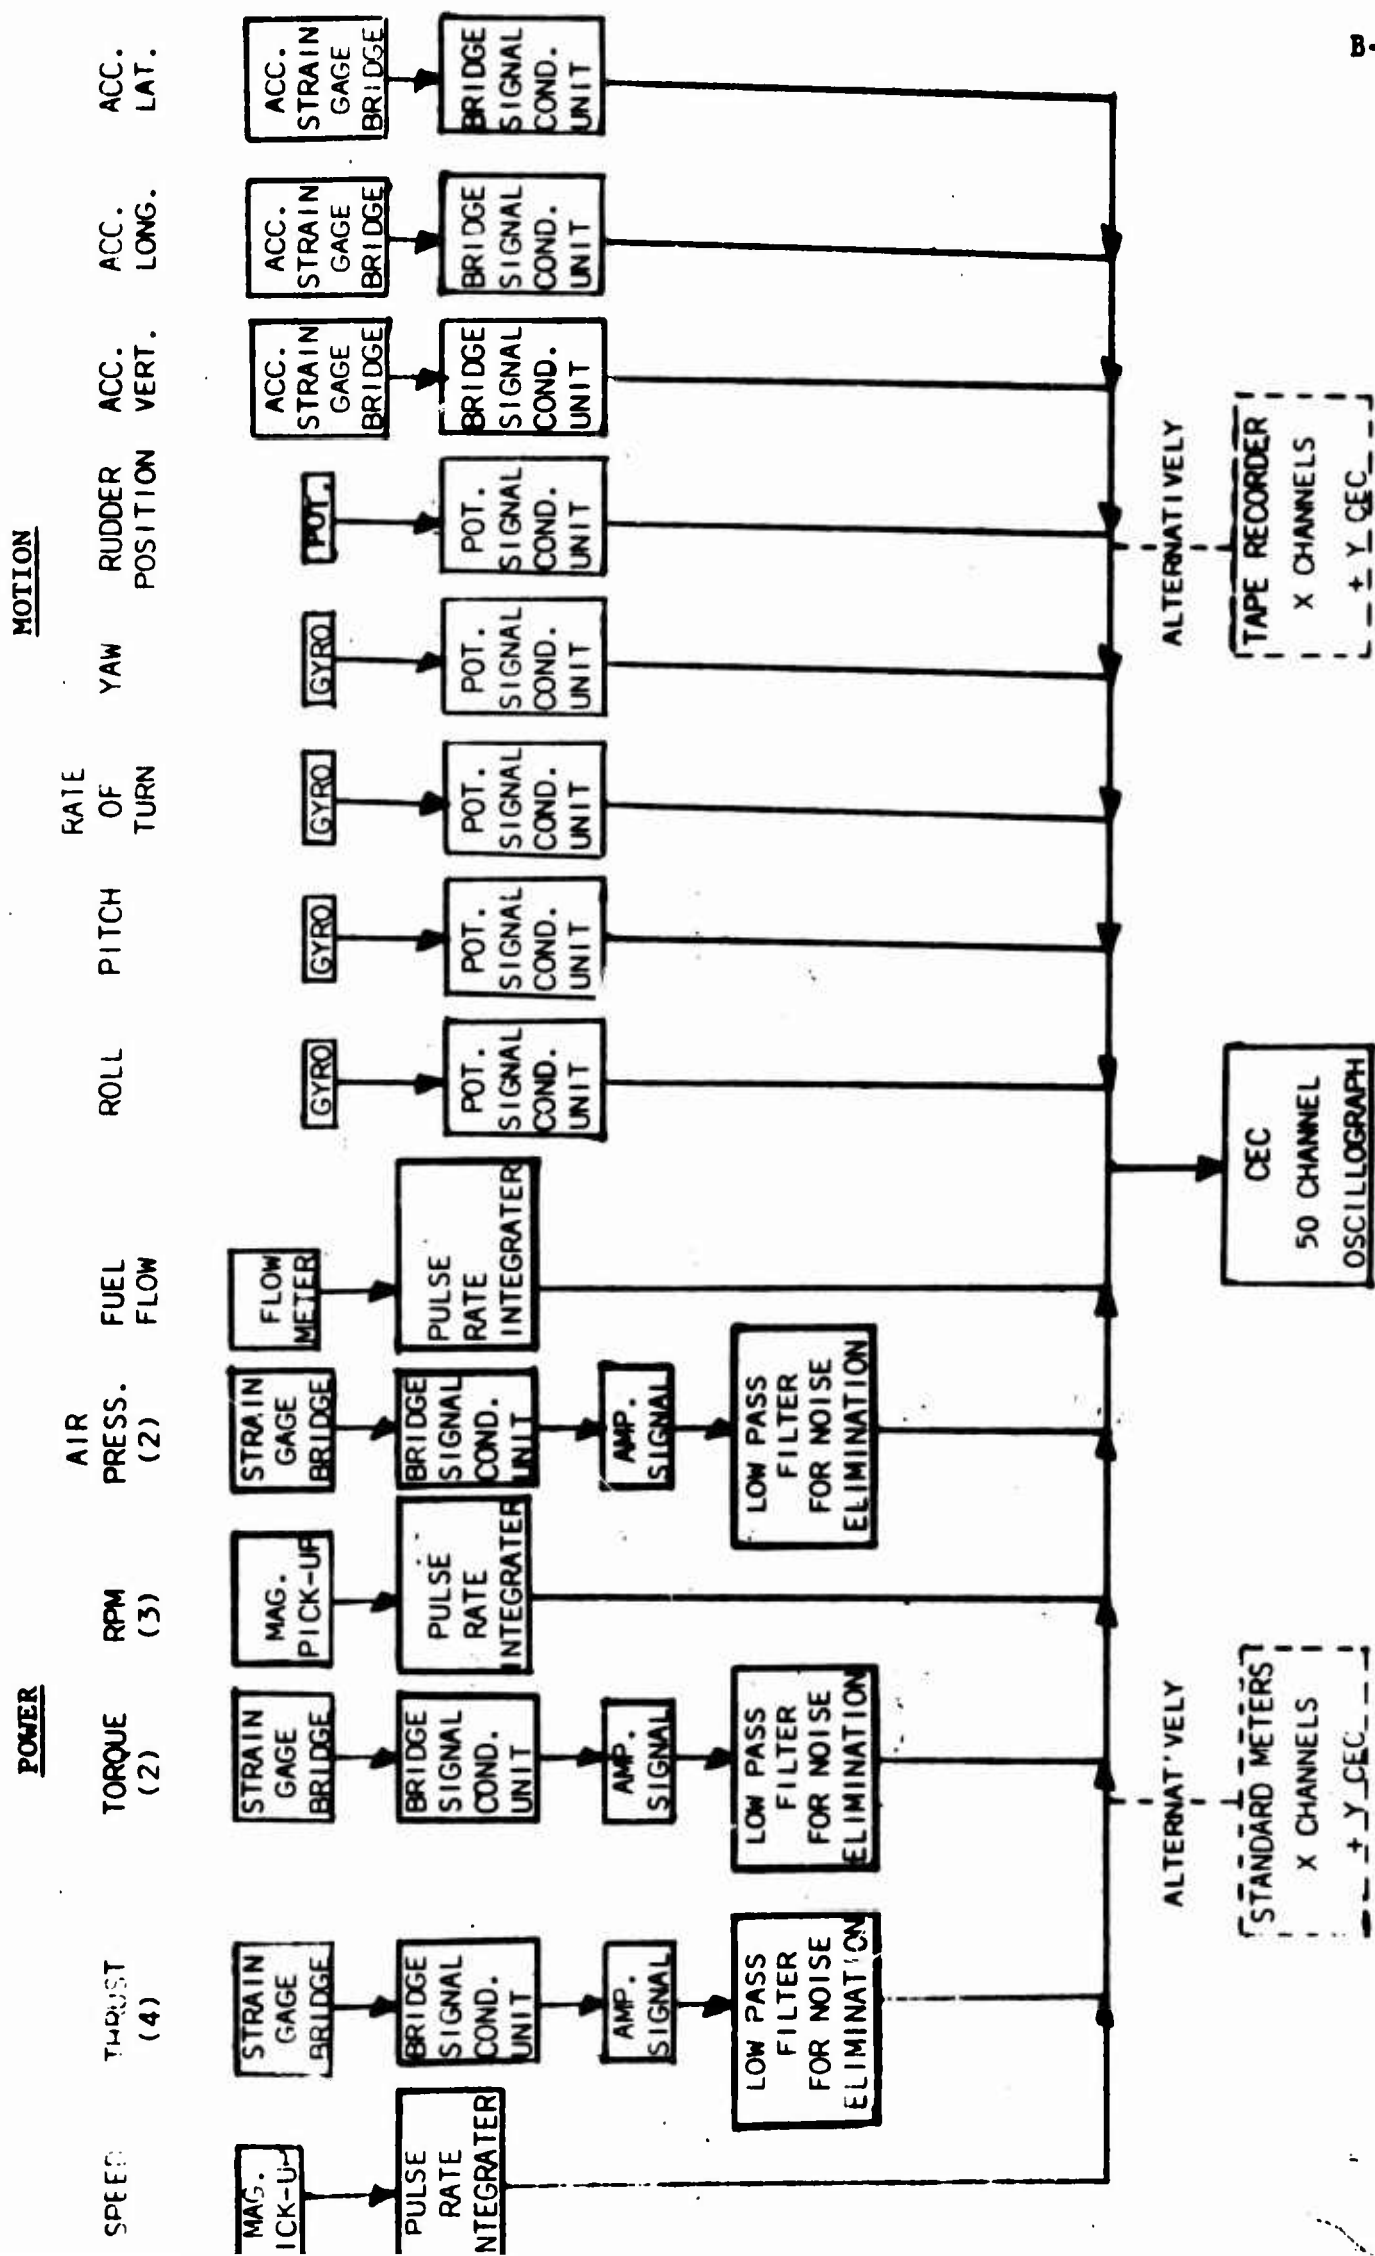 POWER
MOTION
SPEED
THRUST
(4)
TORQUE
(2)
RPM
(3)
AIR
PRESS.
(2)
FUEL
FLOW
ROLL
PITCH
RATE
OF
TURN
YAW
RUDDER
POSITION
ACC.
VERT.
ACC.
LONG.
ACC.
LAT.
MAG.
ICK-U
STRAIN
GAGE
BRIDGE
STRAIN
GAGE
BRIDGE
MAG.
PICK-UP
STRAIN
GAGE
BRIDGE
FLOW
METER
GYRO
GYRO
GYRO
GYRO
POT.
ACC.
STRAIN
GAGE
BRIDGE
ACC.
STRAIN
GAGE
BRIDGE
ACC.
STRAIN
GAGE
BRIDGE
PULSE
RATE
NTEGRATER
BRIDGE
SIGNAL
COND.
UNIT
BRIDGE
SIGNAL
COND.
UNIT
PULSE
RATE
INTEGRATER
BRIDGE
SIGNAL
COND.
UNIT
PULSE
RATE
INTEGRATER
POT.
SIGNAL
COND.
UNIT
POT.
SIGNAL
COND.
UNIT
POT.
SIGNAL
COND.
UNIT
POT.
SIGNAL
COND.
UNIT
POT.
SIGNAL
COND.
UNIT
BRIDGE
SIGNAL
COND.
UNIT
BRIDGE
SIGNAL
COND.
UNIT
BRIDGE
SIGNAL
COND.
UNIT
AMP.
SIGNAL
AMP.
SIGNAL
AMP.
SIGNAL
LOW PASS
FILTER
FOR NOISE
ELIMINATION
LOW PASS
FILTER
FOR NOISE
ELIMINATION
LOW PASS
FILTER
FOR NOISE
ELIMINATION
ALTERNAT'VELY
STANDARD METERS
X CHANNELS
+ Y CEC
CEC
50 CHANNEL
OSCILLOGRAPH
ALTERNATIVELY
TAPE RECORDER
X CHANNELS
+ Y CEC
B-